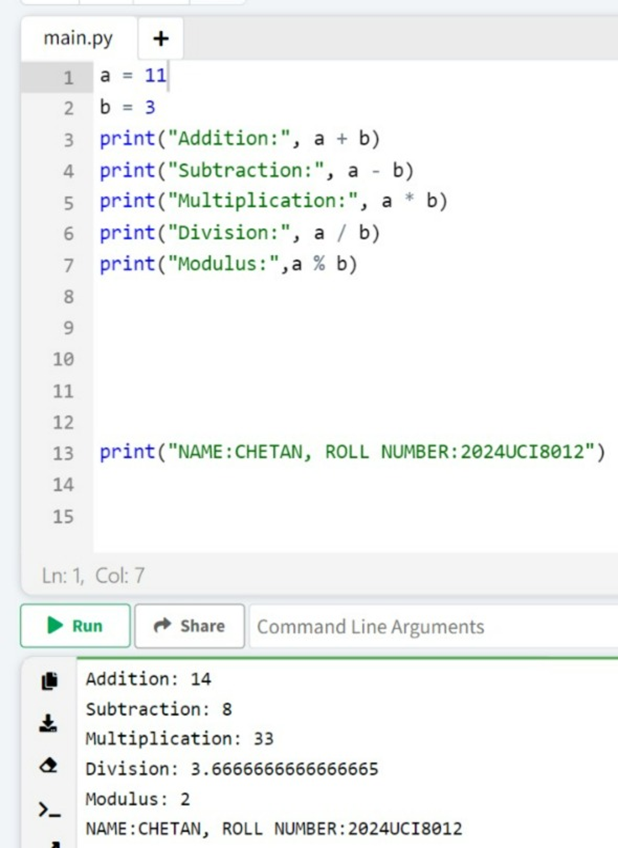 main.py +
1 a = 11
2 b = 3
3 print("Addition:", a + b)
4 print("Subtraction:", a - b)
5 print("Multiplication:", a * b)
6 print("Division:", a / b)
7 print("Modulus:",a % b)
8
9
10
11
12
13 print("NAME:CHETAN, ROLL NUMBER:2024UCI8012")
14
15
Ln: 1, Col: 7
Run Share Command Line Arguments
Addition: 14
Subtraction: 8
Multiplication: 33
Division: 3.6666666666666665
Modulus: 2
NAME:CHETAN, ROLL NUMBER:2024UCI8012